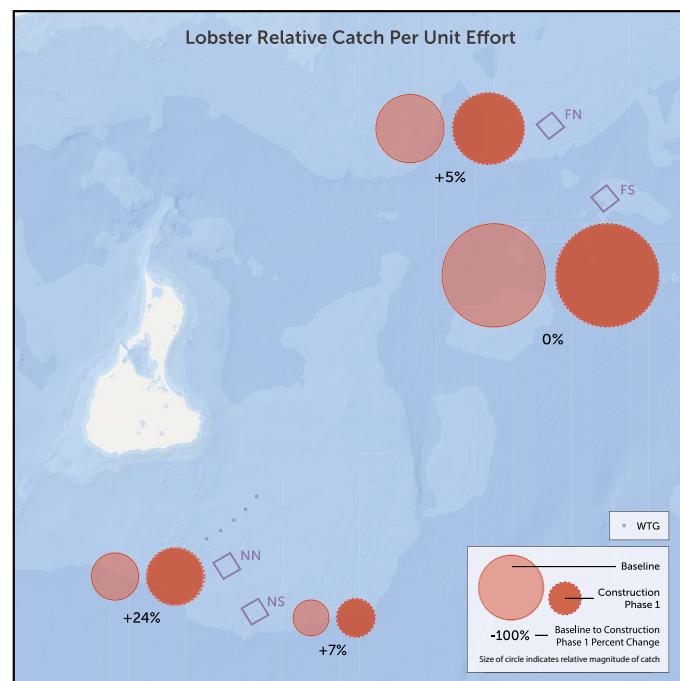 Lobster Relative Catch Per Unit Effort
FN
+5%
FS
0%
WTG
NN
+24%
NS
+7%
Baseline
Construction
Phase 1
-100%
Baseline to Construction
Phase 1 Percent Change
Size of circle indicates relative magnitude of catch